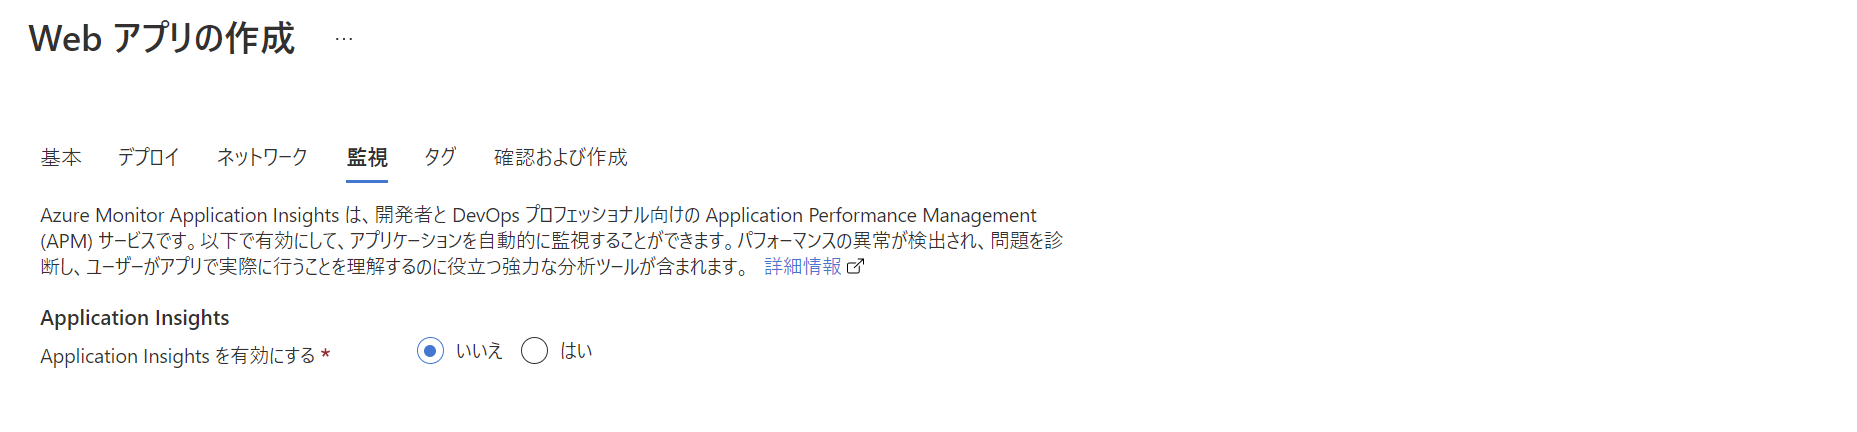 Web アプリの作成 …
基本 デプロイ ネットワーク 監視 タグ 確認および作成
Azure Monitor Application Insights は、開発者と DevOps プロフェッショナル向けの Application Performance Management
(APM) サービスです。以下で有効にして、アプリケーションを自動的に監視することができます。パフォーマンスの異常が検出され、問題を診
断し、ユーザーがアプリで実際に行うことを理解するのに役立つ強力な分析ツールが含まれます。 詳細情報
Application Insights
Application Insights を有効にする * いいえ はい